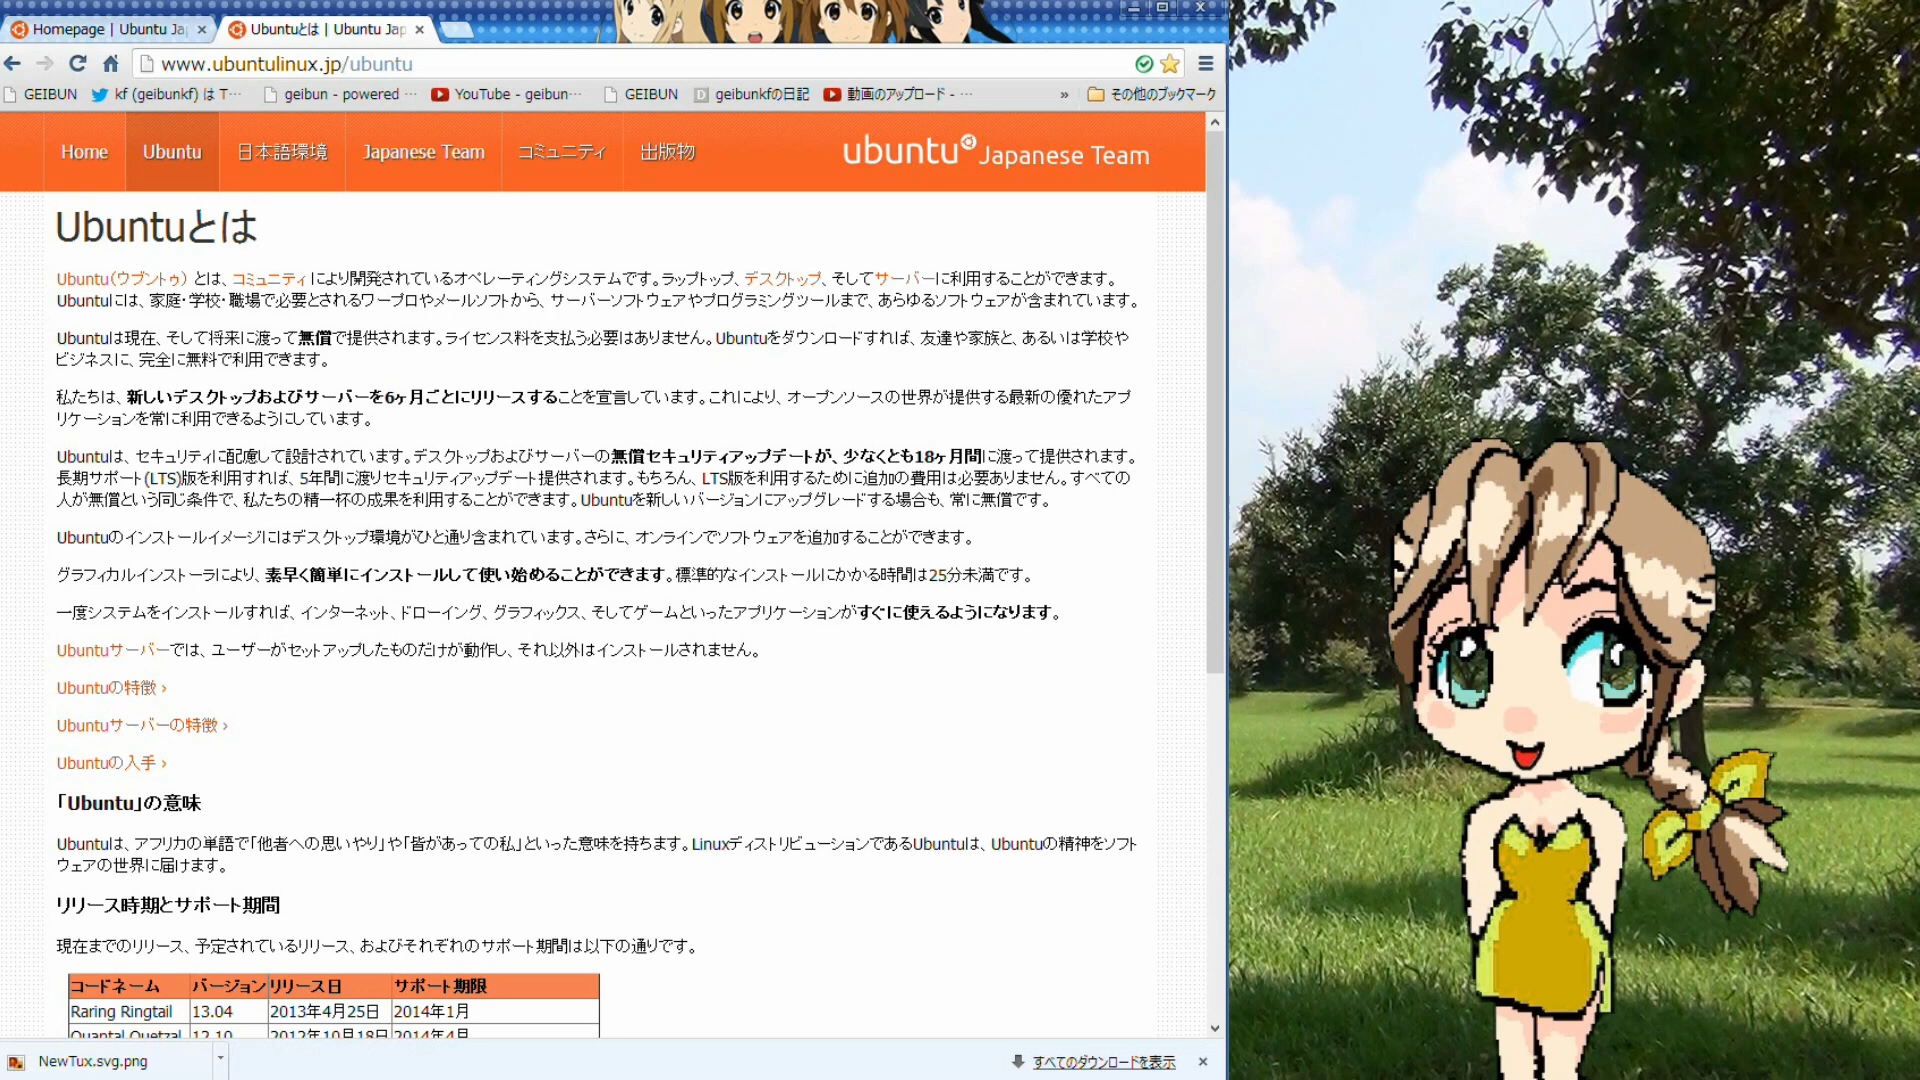 Homepage | Ubuntu Ja
Ubuntuとは | Ubuntu Jap
www.ubuntulinux.jp/ubuntu
GEIBUN
kf (geibunkf) は T…
geibun - powered …
YouTube - geibun…
GEIBUN
geibunkfの日記
動画のアップロード - …
»
その他のブックマーク
Home
Ubuntu
日本語環境
Japanese Team
コミュニティ
出版物
ubuntu Japanese Team
Ubuntuとは
Ubuntu(ウブントゥ) とは、コミュニティにより開発されているオペレーティングシステムです。ラップトップ、デスクトップ、そしてサーバーに利用することができます。
Ubuntuには、家庭・学校・職場で必要とされるワープロやメールソフトから、サーバーソフトウェアやプログラミングツールまで、あらゆるソフトウェアが含まれています。
Ubuntuは現在、そして将来に渡って無償で提供されます。ライセンス料を支払う必要はありません。Ubuntuをダウンロードすれば、友達や家族と、あるいは学校や
ビジネスに、完全に無料で利用できます。
私たちは、新しいデスクトップおよびサーバーを6ヶ月ごとにリリースすることを宣言しています。これにより、オープンソースの世界が提供する最新の優れたアプ
リケーションを常に利用できるようにしています。
Ubuntuは、セキュリティに配慮して設計されています。デスクトップおよびサーバーの無償セキュリティアップデートが、少なくとも18ヶ月間に渡って提供されます。
長期サポート(LTS)版を利用すれば、5年間に渡りセキュリティアップデート提供されます。もちろん、LTS版を利用するために追加の費用は必要ありません。すべての
人が無償という同じ条件で、私たちの精一杯の成果を利用することができます。Ubuntuを新しいバージョンにアップグレードする場合も、常に無償です。
Ubuntuのインストールイメージにはデスクトップ環境がひと通り含まれています。さらに、オンラインでソフトウェアを追加することができます。
グラフィカルインストーラにより、素早く簡単にインストールして使い始めることができます。標準的なインストールにかかる時間は25分未満です。
一度システムをインストールすれば、インターネット、ドローイング、グラフィックス、そしてゲームといったアプリケーションがすぐに使えるようになります。
Ubuntuサーバーでは、ユーザーがセットアップしたものだけが動作し、それ以外はインストールされません。
Ubuntuの特徴 ›
Ubuntuサーバーの特徴 ›
Ubuntuの入手 ›
「Ubuntu」の意味
Ubuntuは、アフリカの単語で「他者への思いやり」や「皆があっての私」といった意味を持ちます。LinuxディストリビューションであるUbuntuは、Ubuntuの精神をソフト
ウェアの世界に届けます。
リリース時期とサポート期間
現在までのリリース、予定されているリリース、およびそれぞれのサポート期間は以下の通りです。
コードネーム バージョン リリース日 サポート期限
Raring Ringtail 13.04 2013年4月25日 2014年1月
Quantal Quetzal 12.10 2012年10月18日 2014年4月
NewTux.svg.png
すべてのダウンロードを表示